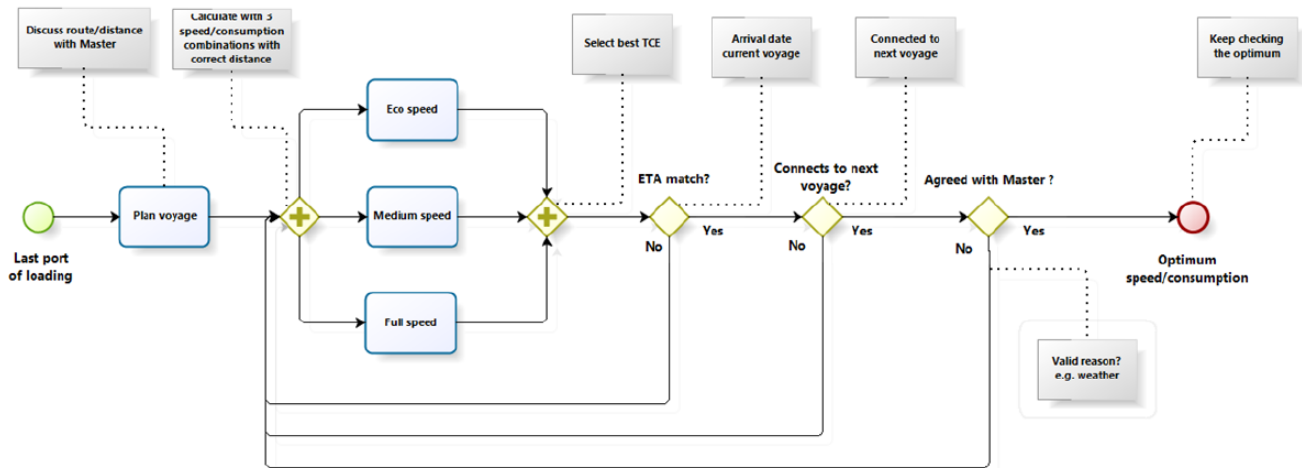 Discuss route/distance
with Master
Calculate with 3
speed/consumption
combinations with
correct distance
Select best TCE
Arrival date
current voyage
Connected to
next voyage
Keep checking
the optimum
Eco speed
ETA match?
Connects to next
voyage?
Agreed with Master ?
Plan voyage
Medium speed
No
Yes
No
Yes
No
Yes
Last port
of loading
Optimum
speed/consumption
Full speed
Valid reason?
e.g. weather